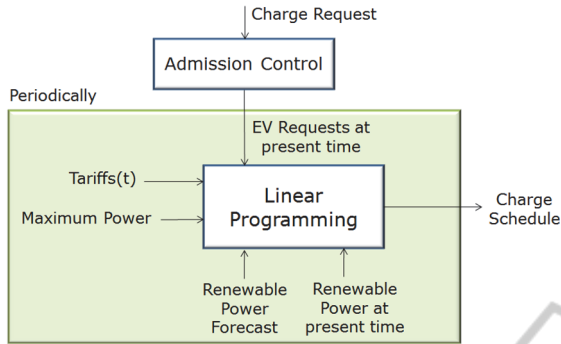 Charge Request
Admission Control
Periodically
EV Requests at
present time
Tariffs(t)
Maximum Power
Linear
Programming
Charge
Schedule
Renewable
Power
Forecast
Renewable
Power at
present time